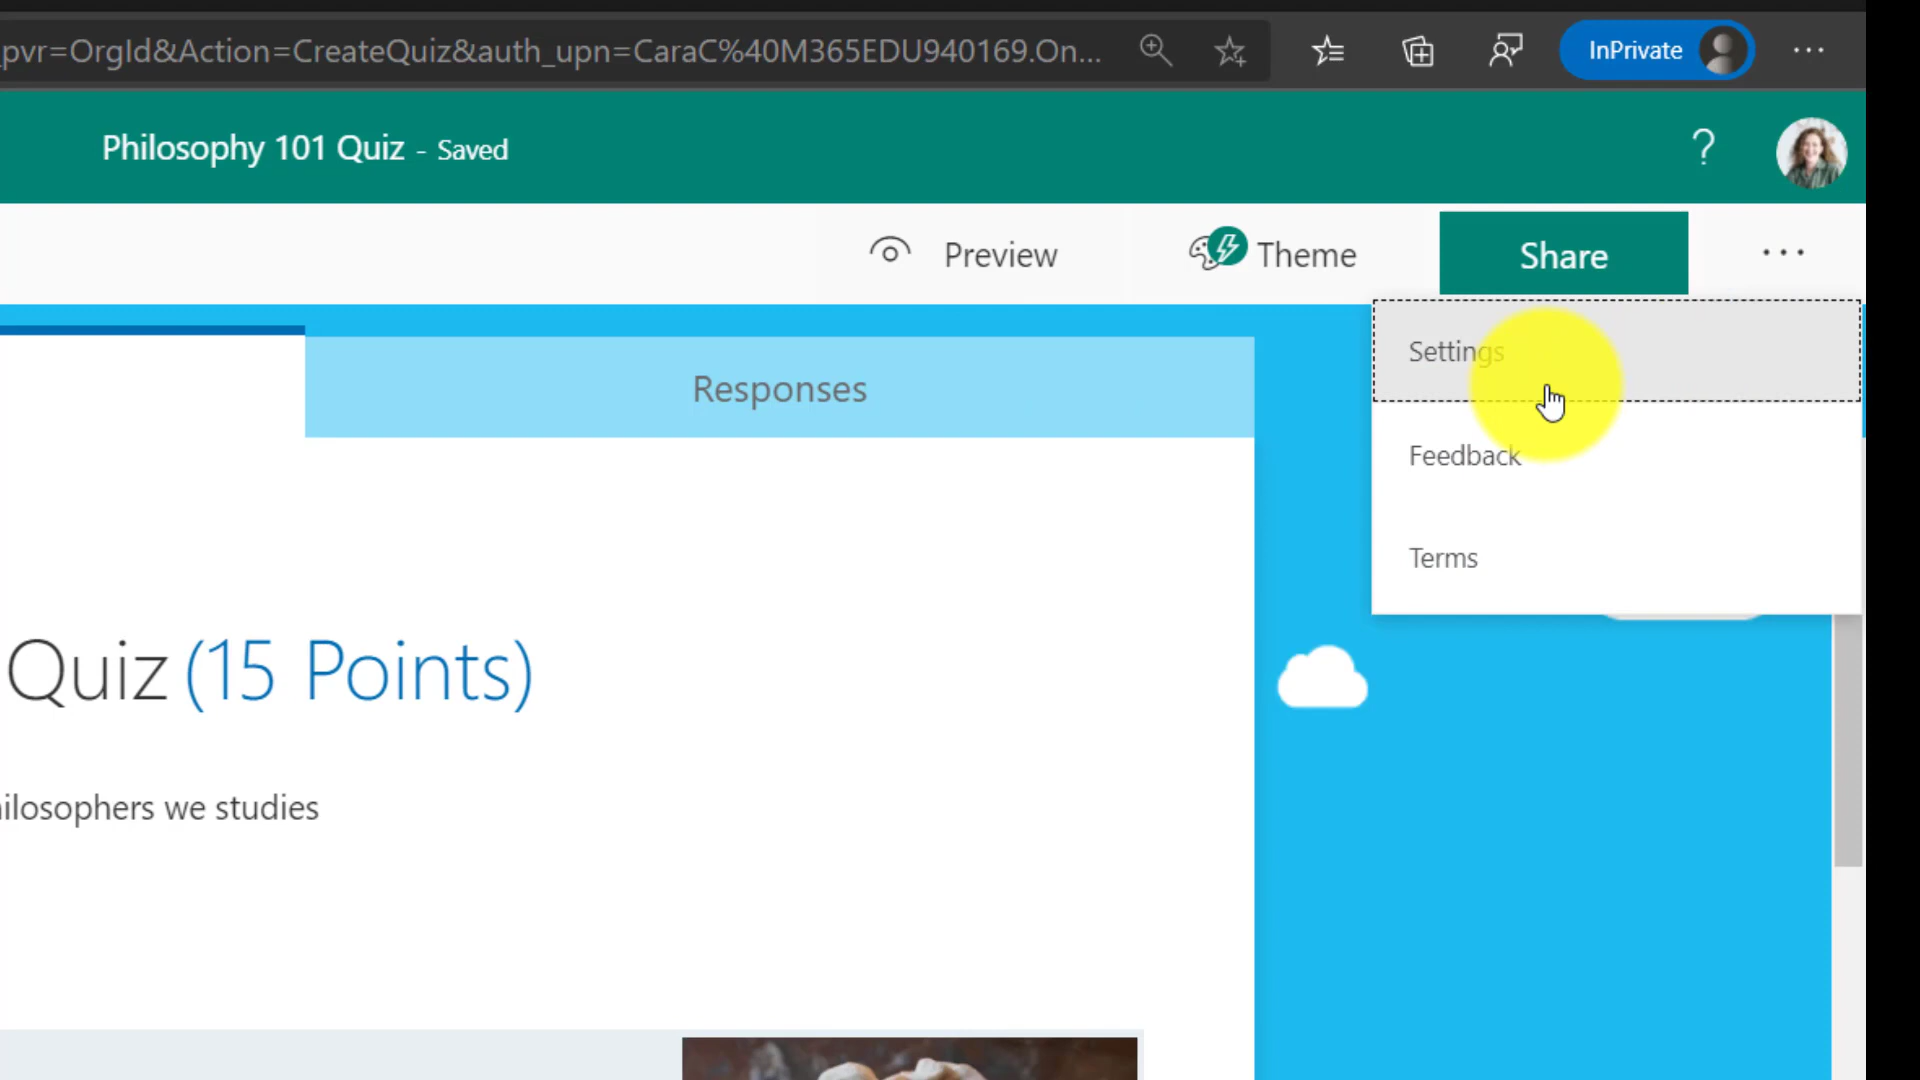 pvr=OrgId&Action=CreateQuiz&auth_upn=CaraC%40M365EDU940169.On...
InPrivate
Philosophy 101 Quiz - Saved
?
Preview
Theme
Share
Settings
Responses
Feedback
Terms
Quiz (15 Points)
ilosophers we studies